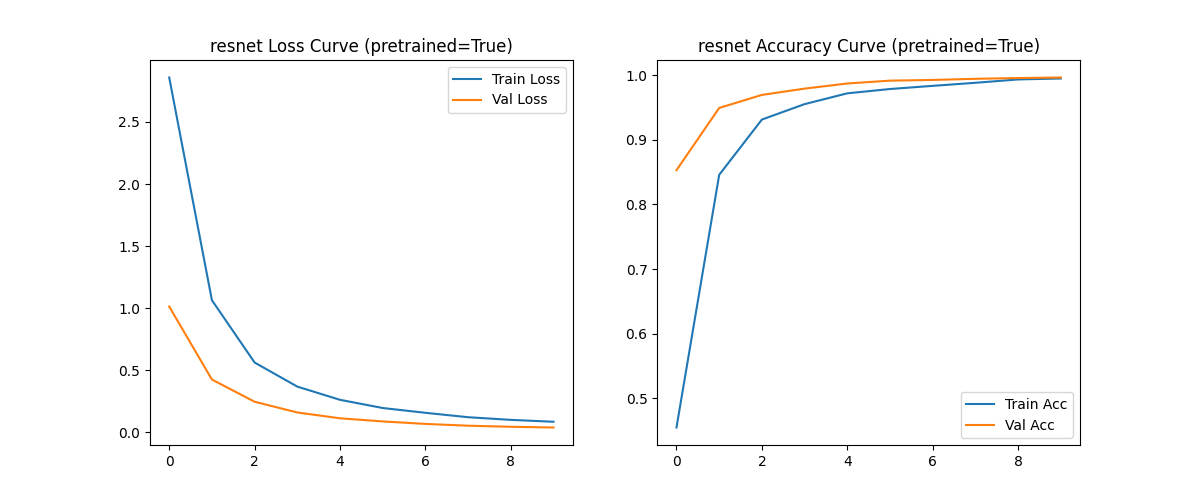 resnet Loss Curve (pretrained=True)
Train Loss
Val Loss
2.5
2.0
1.5
1.0
0.5
0.0
0 2 4 6 8
resnet Accuracy Curve (pretrained=True)
1.0
0.9
0.8
0.7
0.6
0.5
Train Acc
Val Acc
0 2 4 6 8